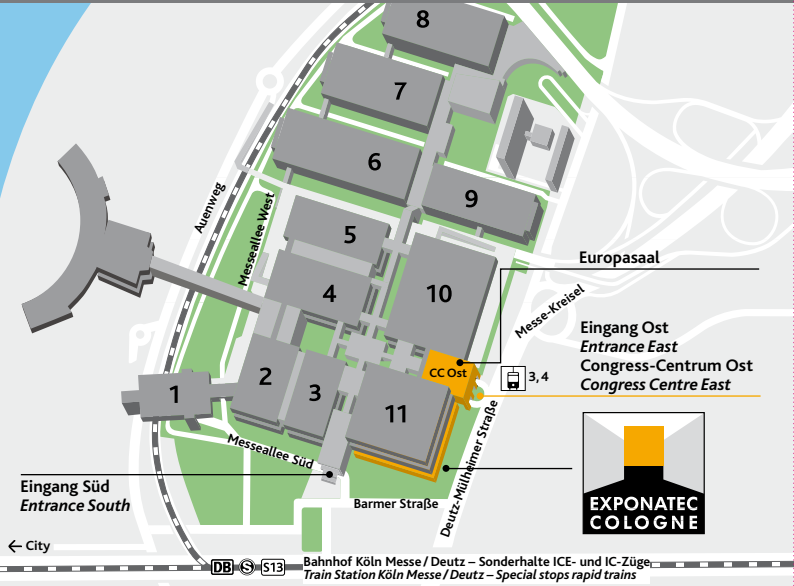 8
7
6
9
5
Auenweg
Messeallee West
4
10
Europasaal
Messe-Kreisel
Eingang Ost
Entrance East
Congress-Centrum Ost
Congress Centre East
CC Ost
3, 4
1
2
3
11
Messeallee Süd
Deutz-Mülheimer Straße
Eingang Süd
Entrance South
Barmer Straße
EXPONATEC
COLOGNE
← City
DB S S13 Bahnhof Köln Messe / Deutz – Sonderhalte ICE- und IC-Züge
Train Station Köln Messe / Deutz – Special stops rapid trains